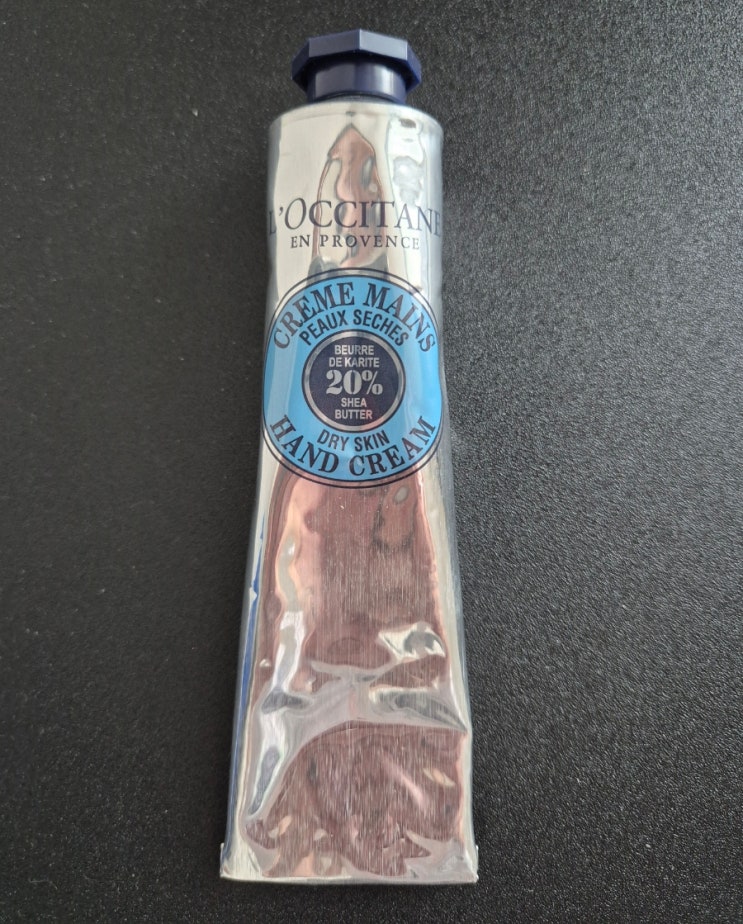 L'OCCITANE
EN PROVENCE
CREME MAINS
PEAUX SECHES
BEURRE
DE KARITE
20%
SHEA
BUTTER
DRY SKIN
HAND CREAM